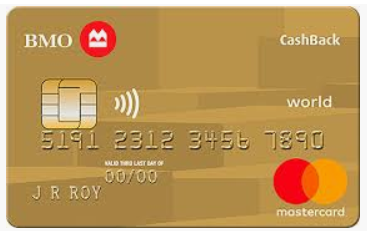 BMO CashBack
world
5191 2312 3456 7890
VALID THRU LAST DAY OF
00/00
J R ROY
mastercard